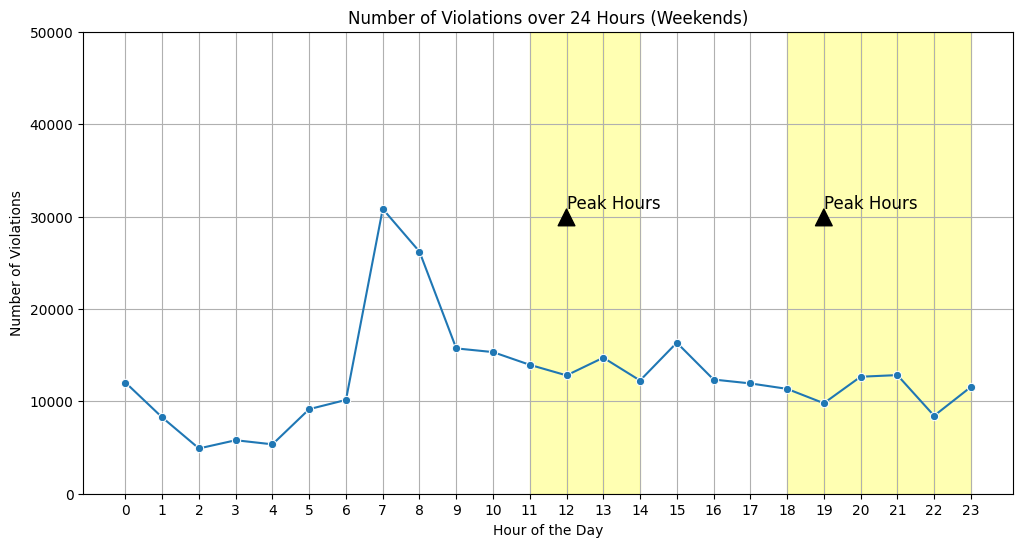 Number of Violations over 24 Hours (Weekends)
50000
40000
30000
20000
10000
0
Number of Violations
Peak Hours
Peak Hours
0 1 2 3 4 5 6 7 8 9 10 11 12 13 14 15 16 17 18 19 20 21 22 23
Hour of the Day